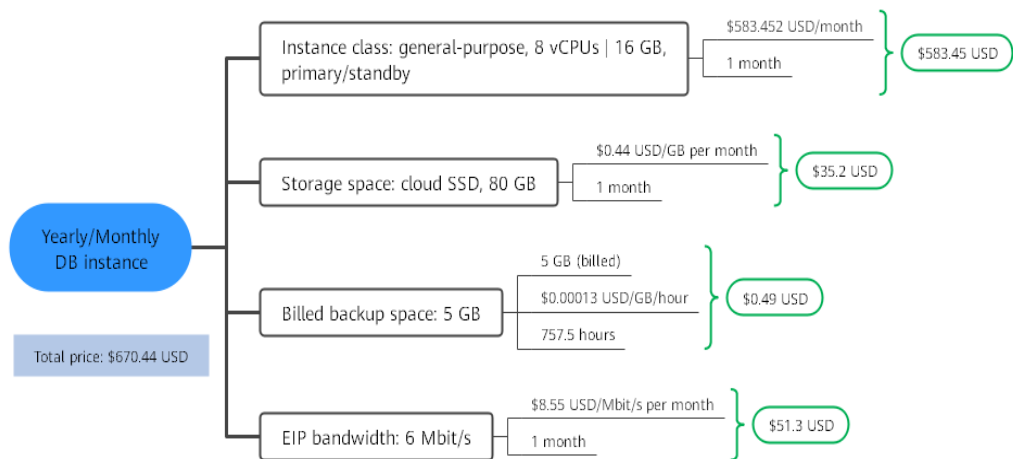 Yearly/Monthly
DB instance
Total price: $670.44 USD
Instance class: general-purpose, 8 vCPUs | 16 GB,
primary/standby
$583.452 USD/month
1 month
$583.45 USD
Storage space: cloud SSD, 80 GB
$0.44 USD/GB per month
1 month
$35.2 USD
Billed backup space: 5 GB
5 GB (billed)
$0.00013 USD/GB/hour
757.5 hours
$0.49 USD
EIP bandwidth: 6 Mbit/s
$8.55 USD/Mbit/s per month
1 month
$51.3 USD